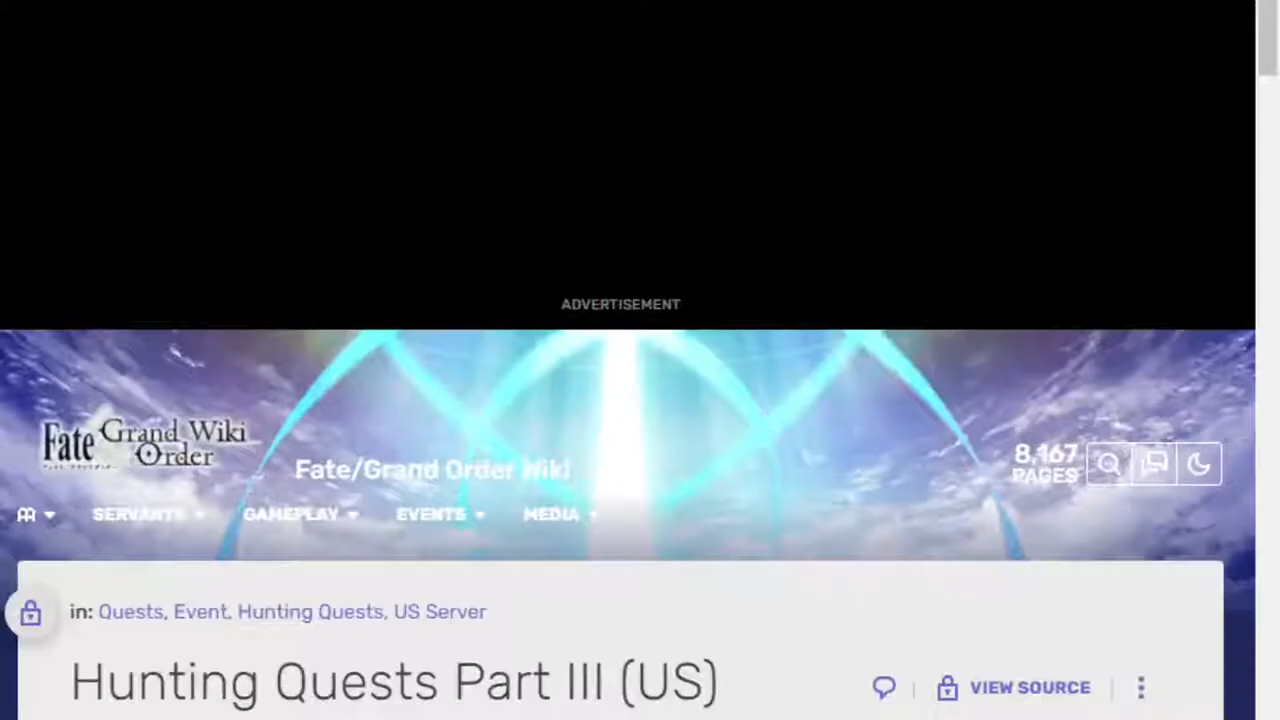 ADVERTISEMENT
Fate Grand Wiki
Order
Fate/Grand Order Wiki
8,167
PAGES
SERVANTS
GAMEPLAY
EVENTS
MEDIA
in: Quests, Event, Hunting Quests, US Server
Hunting Quests Part III (US)
VIEW SOURCE